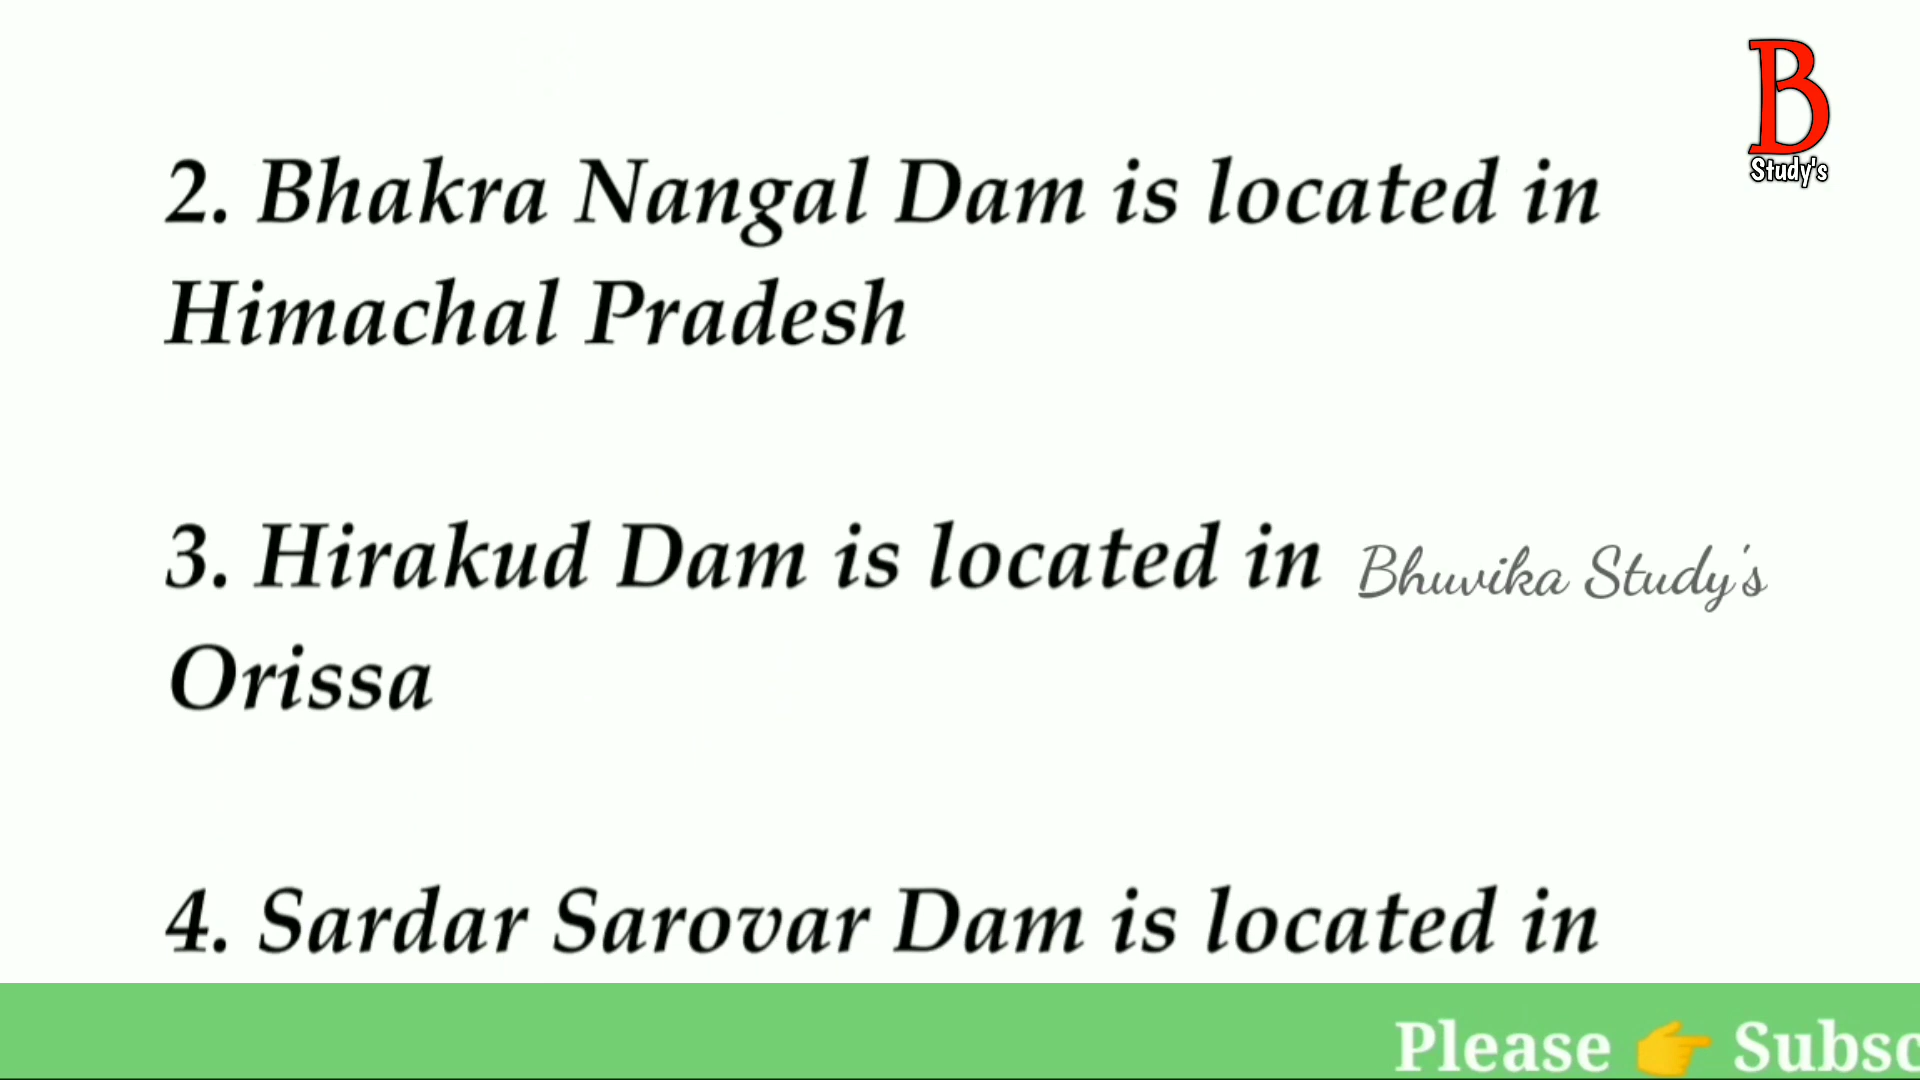 B
Study's
2. Bhakra Nangal Dam is located in
Himachal Pradesh
3. Hirakud Dam is located in
Bhuvika Study's
Orissa
4. Sardar Sarovar Dam is located in
Please 👉 Subsc